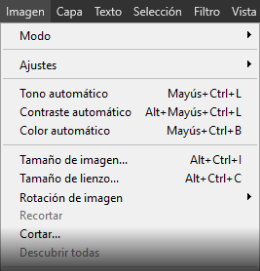 Imagen Capa Texto Selección Filtro Vista
Modo
Ajustes
Tono automático Mayús+Ctrl+L
Contraste automático Alt+Mayús+Ctrl+L
Color automático Mayús+Ctrl+B
Tamaño de imagen... Alt+Ctrl+I
Tamaño de lienzo... Alt+Ctrl+C
Rotación de imagen
Recortar
Cortar...
Descubrir todas